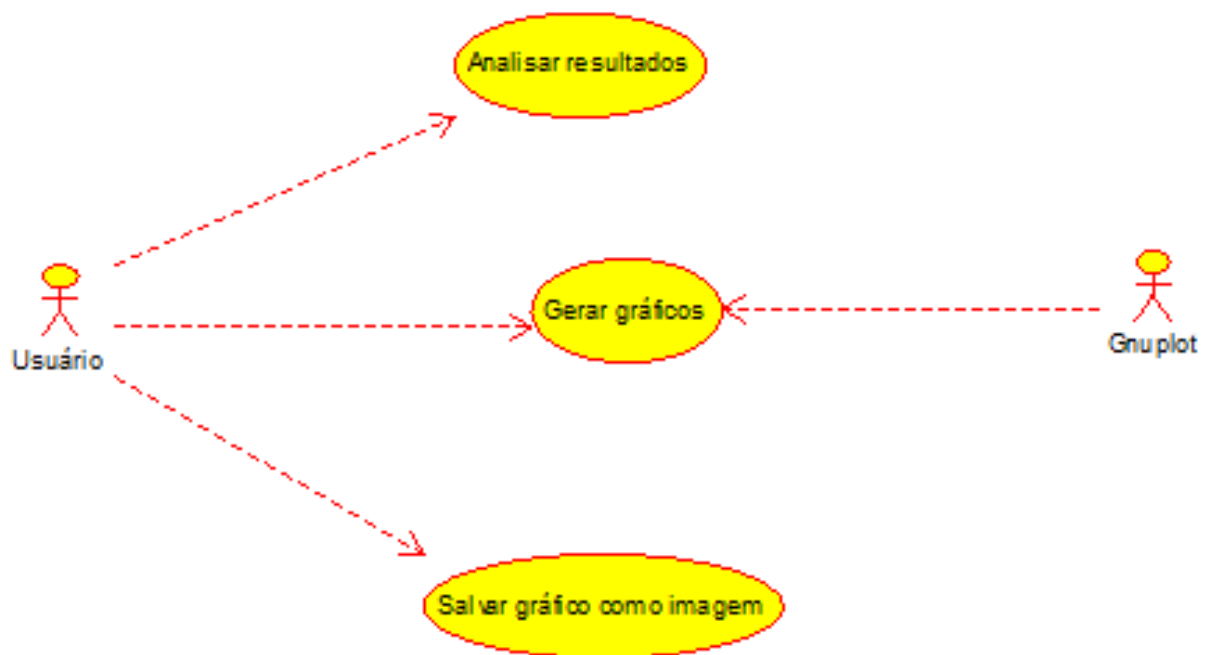 Analisar resultados
Gerar gráficos
Usuário
Gnuplot
Salvar gráfico como imagem